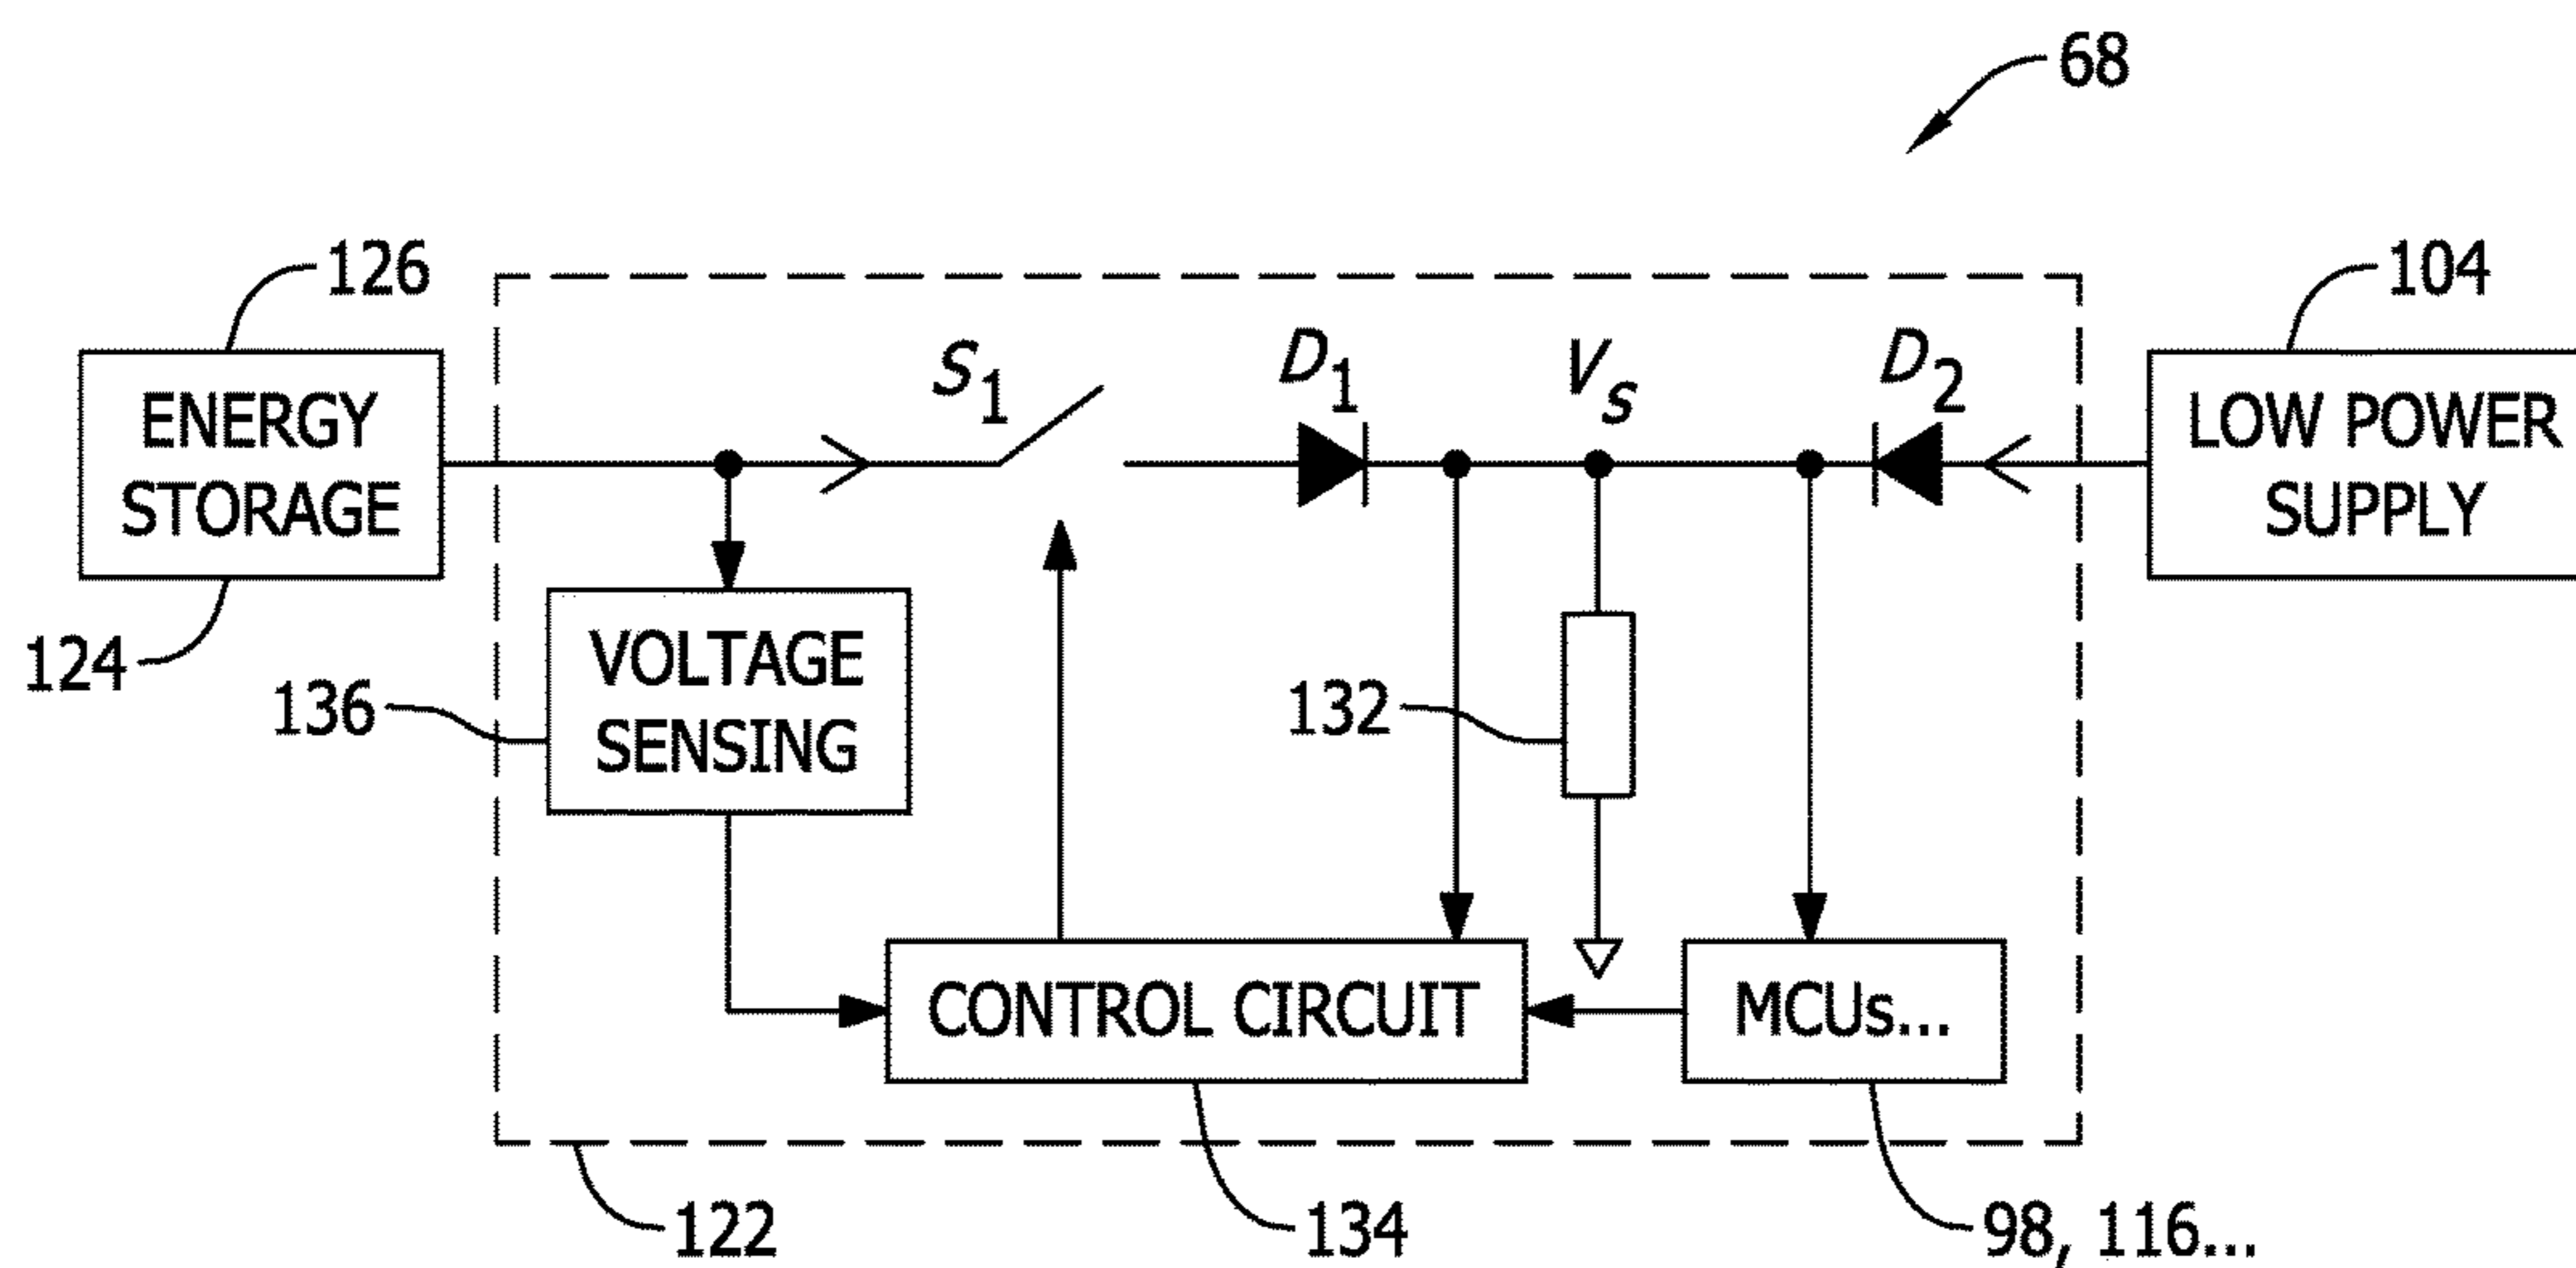 68
126
104
S1
D1
Vs
D2
ENERGY
STORAGE
LOW POWER
SUPPLY
124
VOLTAGE
SENSING
136
132
CONTROL CIRCUIT
MCUs...
122
134
98, 116...